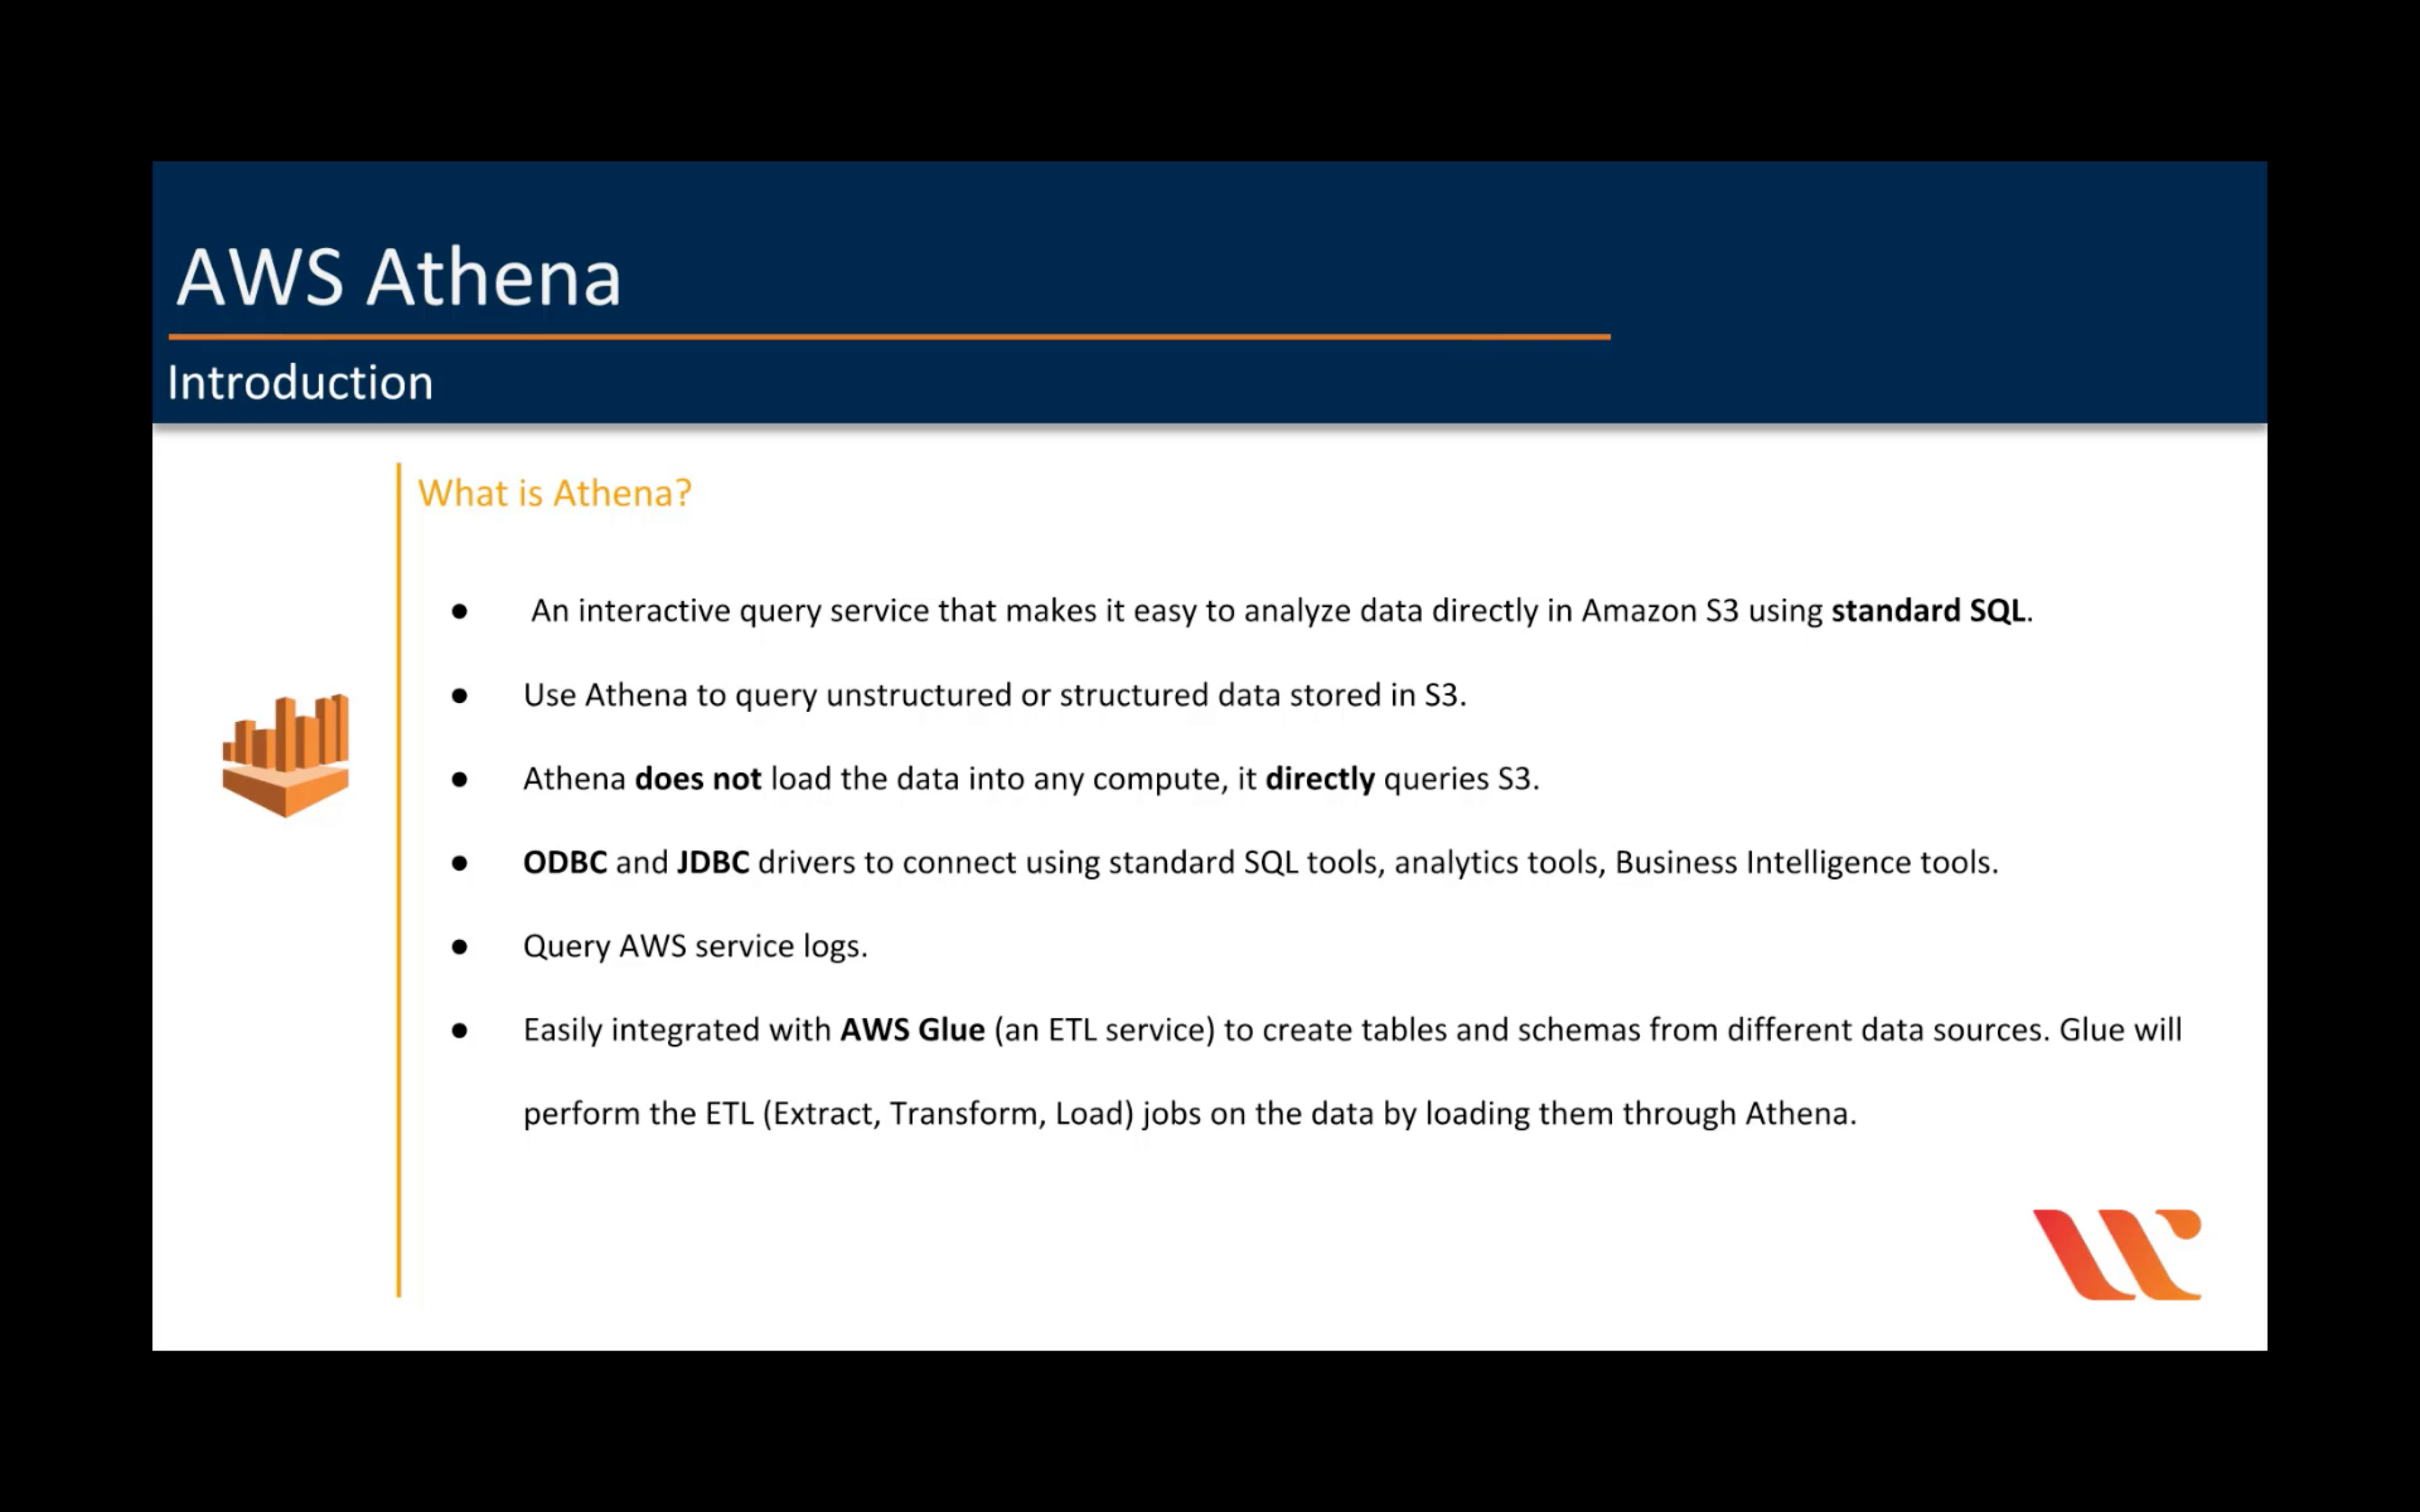 AWS Athena
Introduction
What is Athena?
● An interactive query service that makes it easy to analyze data directly in Amazon S3 using standard SQL.
● Use Athena to query unstructured or structured data stored in S3.
● Athena does not load the data into any compute, it directly queries S3.
● ODBC and JDBC drivers to connect using standard SQL tools, analytics tools, Business Intelligence tools.
● Query AWS service logs.
● Easily integrated with AWS Glue (an ETL service) to create tables and schemas from different data sources. Glue will
perform the ETL (Extract, Transform, Load) jobs on the data by loading them through Athena.